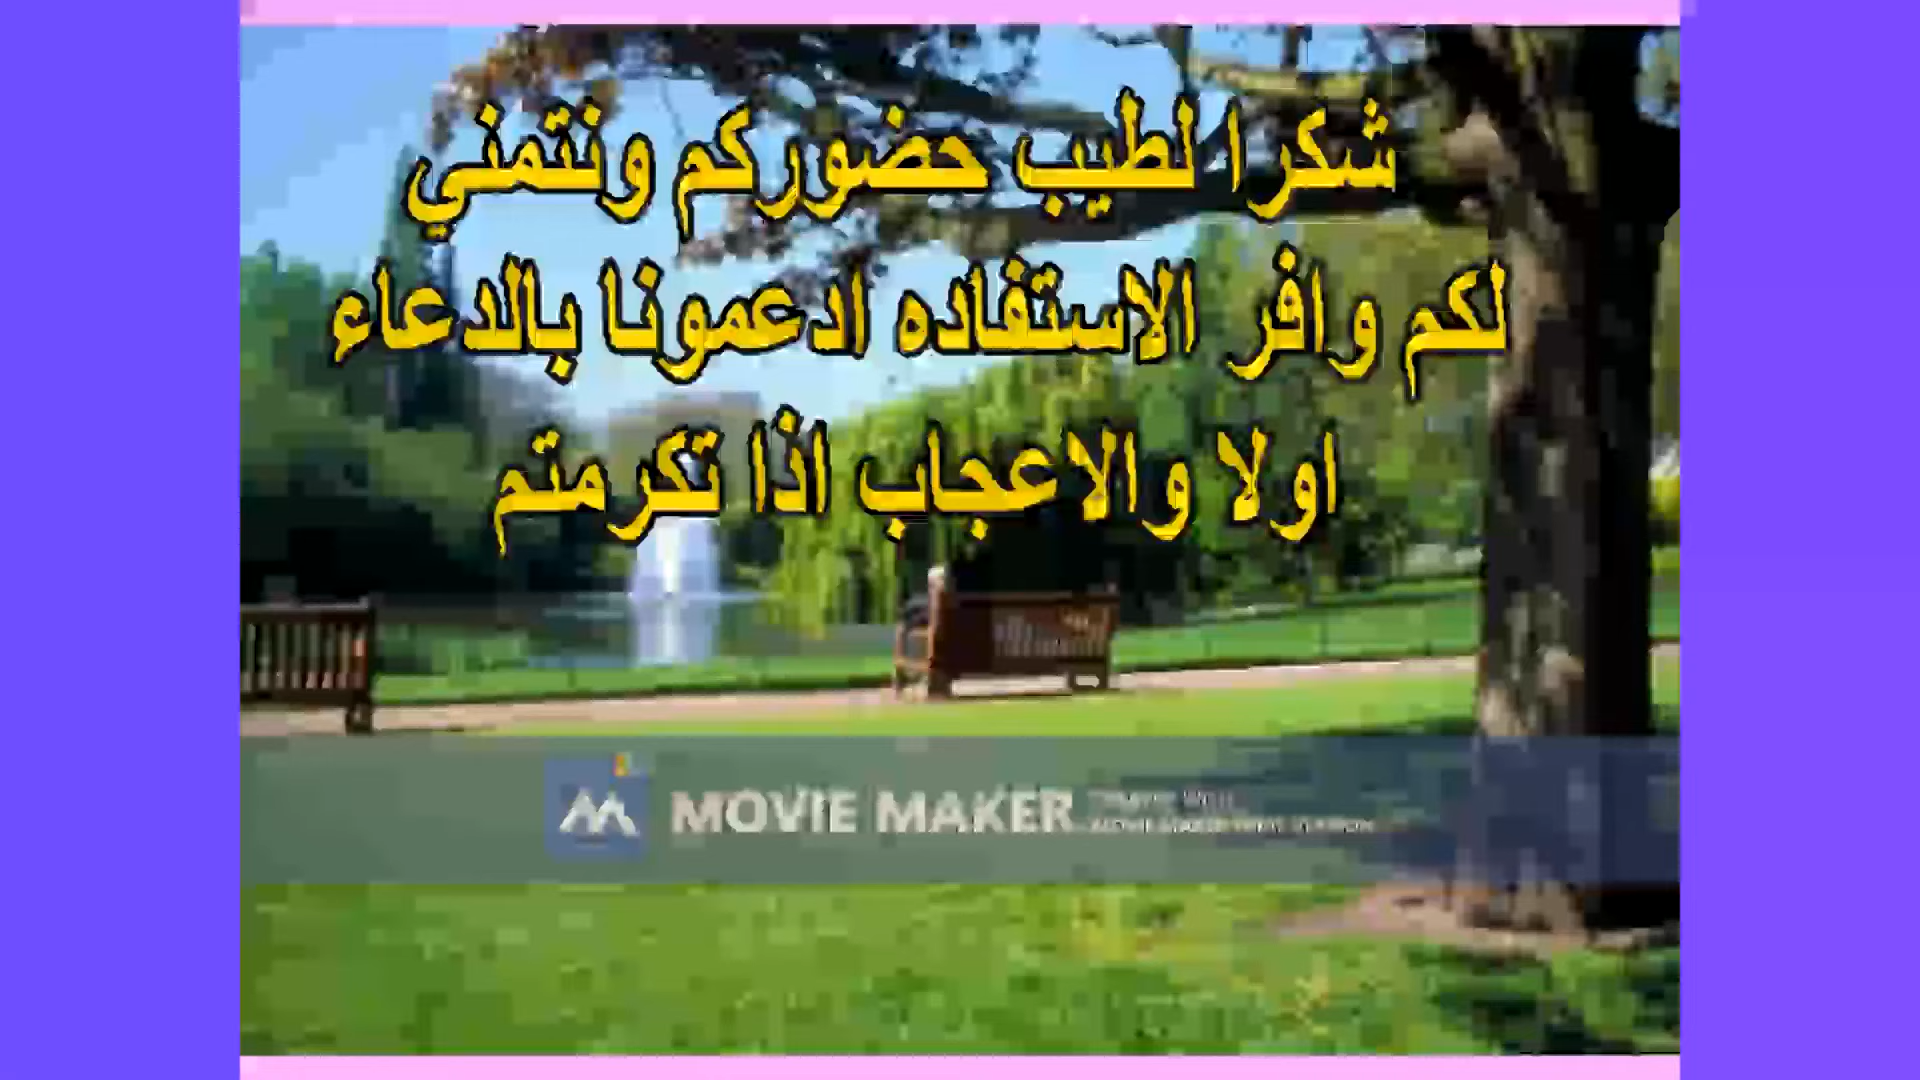 شكرا لطيب حضوركم ونتمني
لكم وافر الاستفاده ادعمونا بالدعاء
اولا والاعجاب اذا تكرمتم
MOVIE MAKER